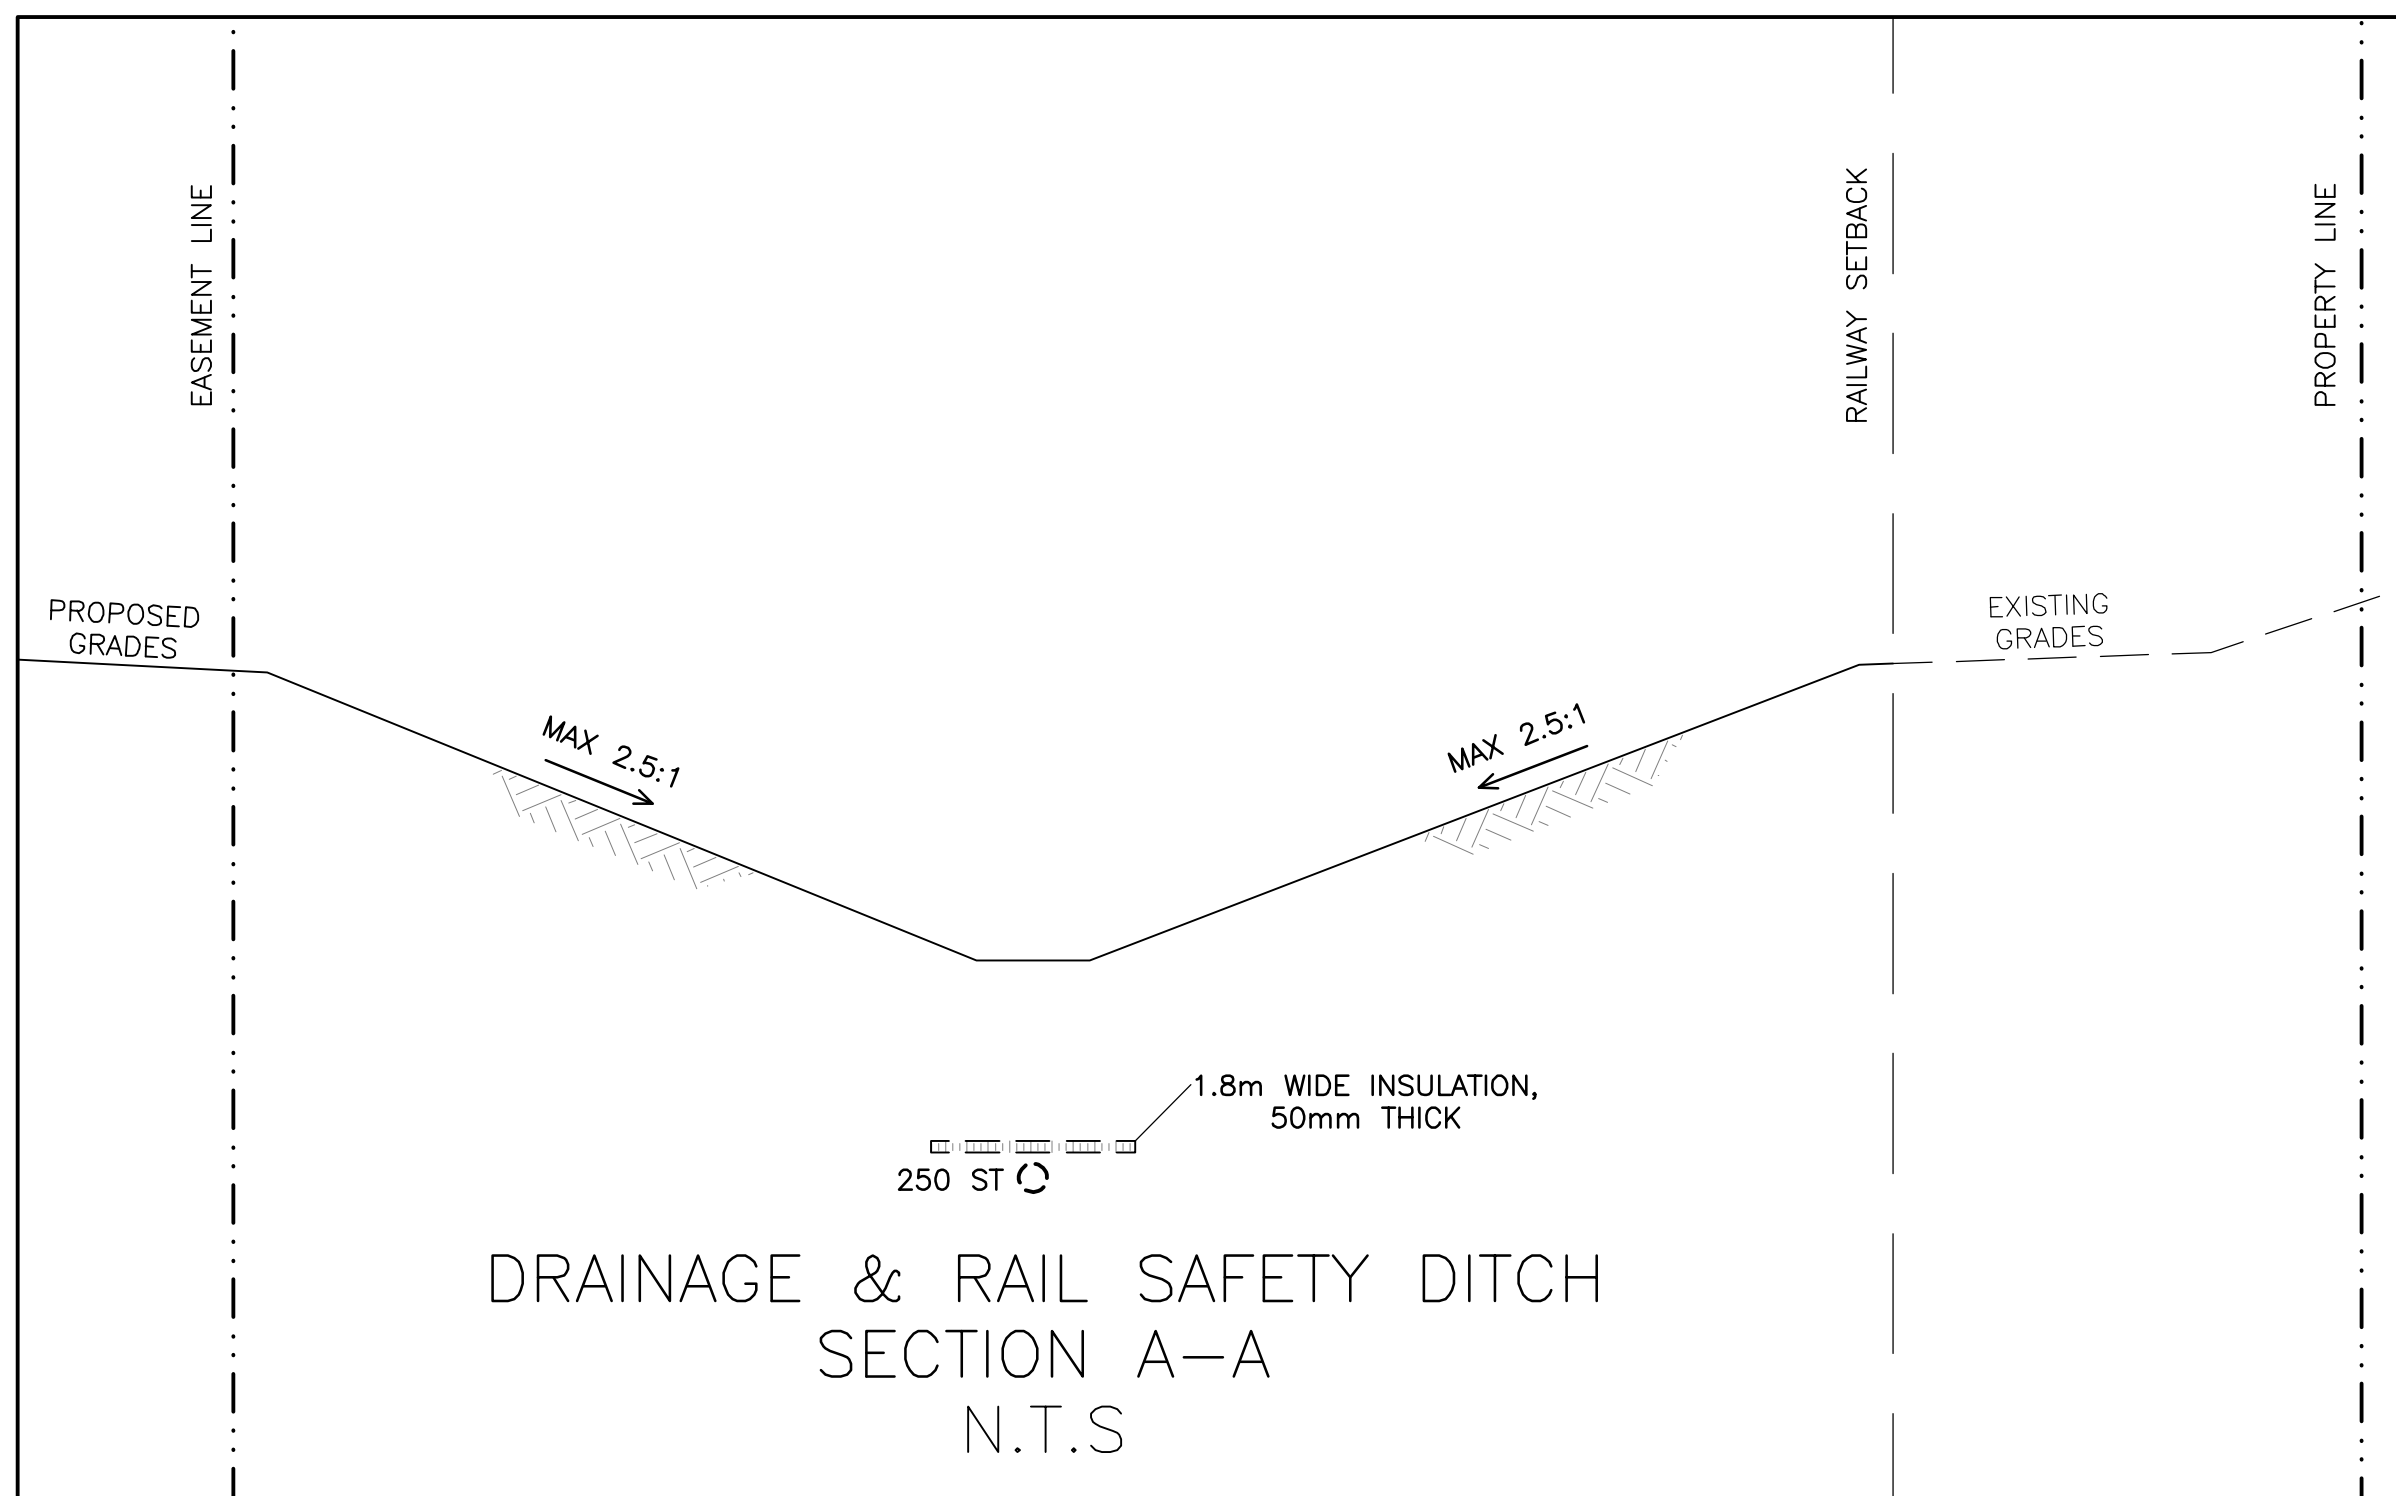 EASEMENT LINE
RAILWAY SETBACK
PROPERTY LINE
PROPOSED
GRADES
EXISTING
GRADES
MAX 2.5:1
MAX 2.5:1
1.8m WIDE INSULATION,
50mm THICK
250 ST
DRAINAGE & RAIL SAFETY DITCH
SECTION A-A
N.T.S